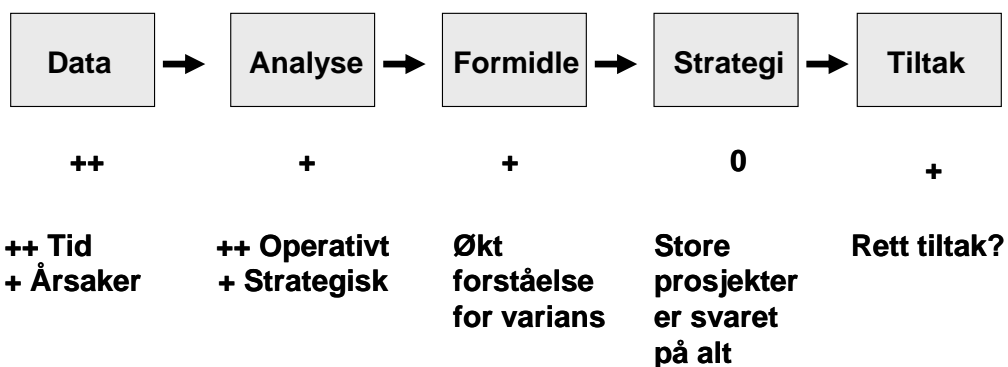 Data
Analyse
Formidle
Strategi
Tiltak
++
+
+
0
+
++ Tid
+ Årsaker
++ Operativt
+ Strategisk
Økt
forståelse
for varians
Store
prosjekter
er svaret
på alt
Rett tiltak?